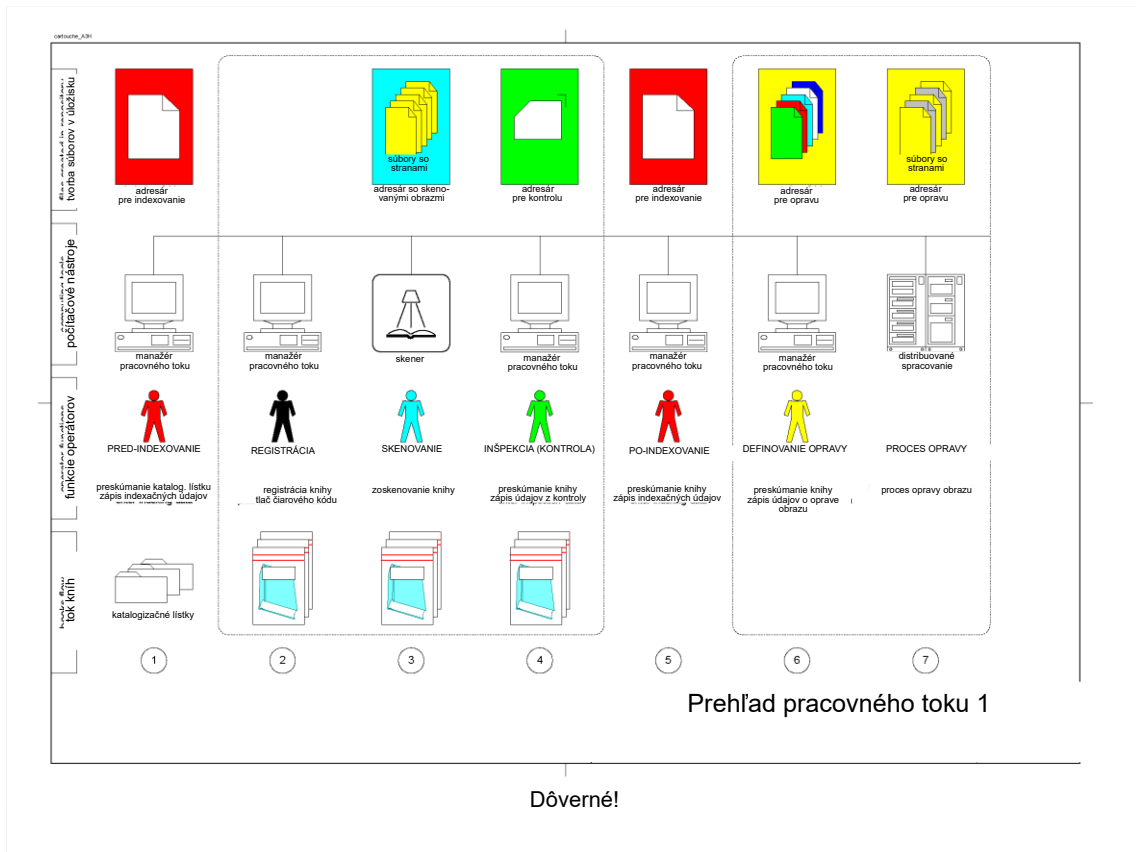 cartouche_A3H
tvorba súborov v úložisku
súbory so
stranami
súbory so
stranami
adresár
pre indexovanie
adresár so skeno-
vanými obrazmi
adresár
pre kontrolu
adresár
pre indexovanie
adresár
pre opravu
adresár
pre opravu
počítačové nástroje
manažér
pracovného toku
manažér
pracovného toku
skener
manažér
pracovného toku
manažér
pracovného toku
manažér
pracovného toku
distribuované
spracovanie
funkcie operátorov
PRED-INDEXOVANIE
REGISTRÁCIA
SKENOVANIE
INŠPEKCIA (KONTROLA)
PO-INDEXOVANIE
DEFINOVANIE OPRAVY
PROCES OPRAVY
preskúmanie katalog. lístku
zápis indexačných údajov
registrácia knihy
tlač čiarového kódu
zoskenovanie knihy
preskúmanie knihy
zápis údajov z kontroly
preskúmanie knihy
zápis indexačných údajov
preskúmanie knihy
zápis údajov o oprave
obrazu
proces opravy obrazu
tok kníh
katalogizačné lístky
1
2
3
4
5
6
7
Prehľad pracovného toku 1
Dôverné!